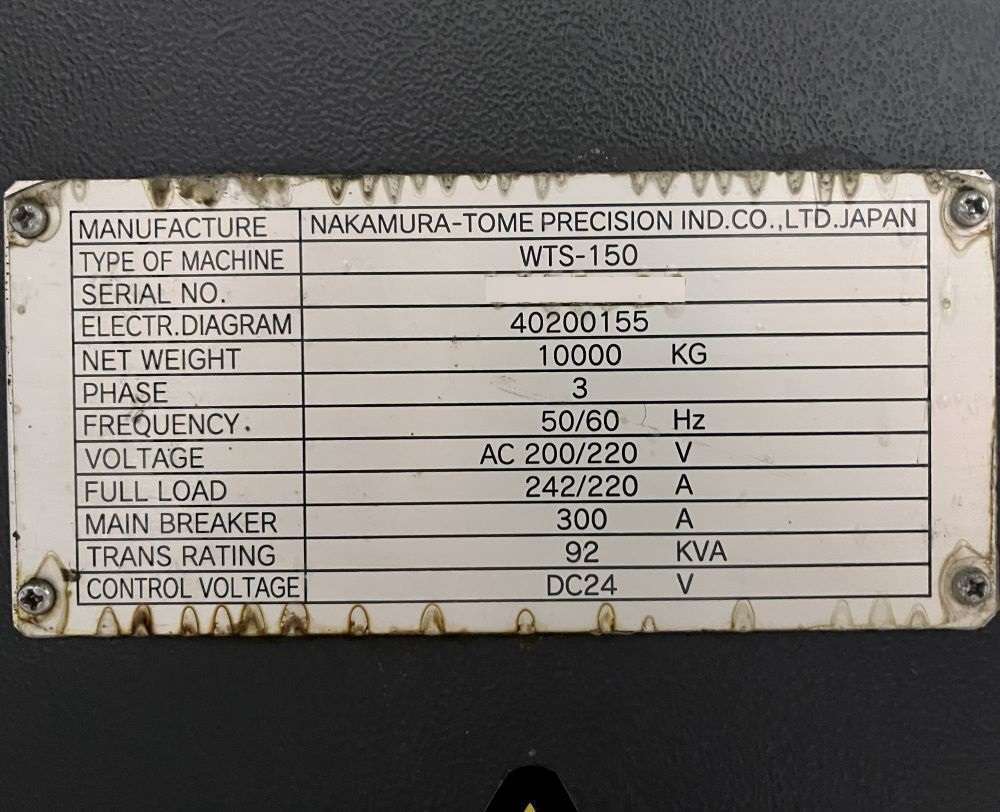 MANUFACTURE NAKAMURA-TOME PRECISION IND.CO.,LTD.JAPAN
TYPE OF MACHINE WTS-150
SERIAL NO.
ELECTR.DIAGRAM 40200155
NET WEIGHT 10000 KG
PHASE 3
FREQUENCY. 50/60 Hz
VOLTAGE AC 200/220 V
FULL LOAD 242/220 A
MAIN BREAKER 300 A
TRANS RATING 92 KVA
CONTROL VOLTAGE DC24 V